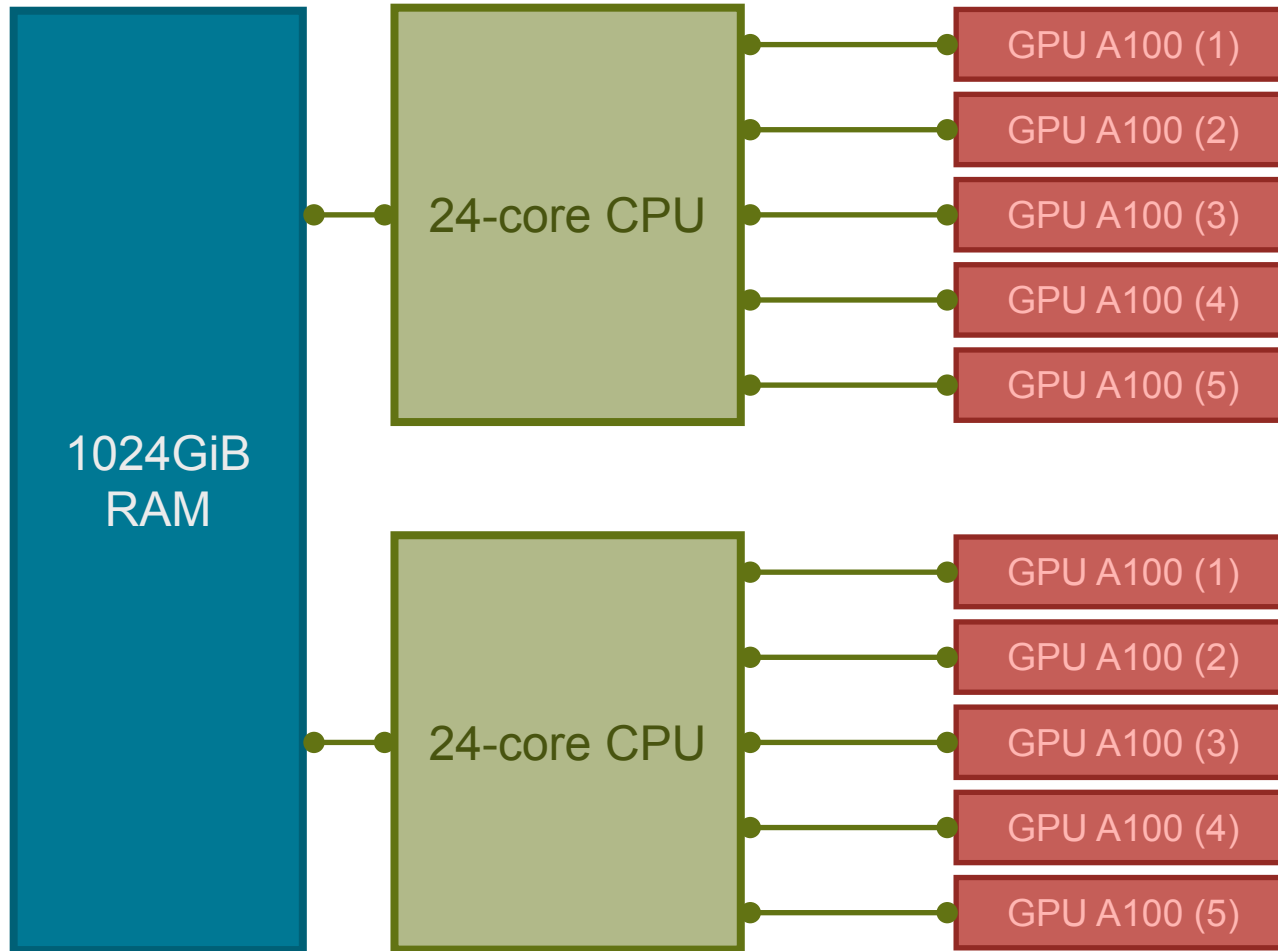 1024GiB
RAM
24-core CPU
GPU A100 (1)
GPU A100 (2)
GPU A100 (3)
GPU A100 (4)
GPU A100 (5)
24-core CPU
GPU A100 (1)
GPU A100 (2)
GPU A100 (3)
GPU A100 (4)
GPU A100 (5)